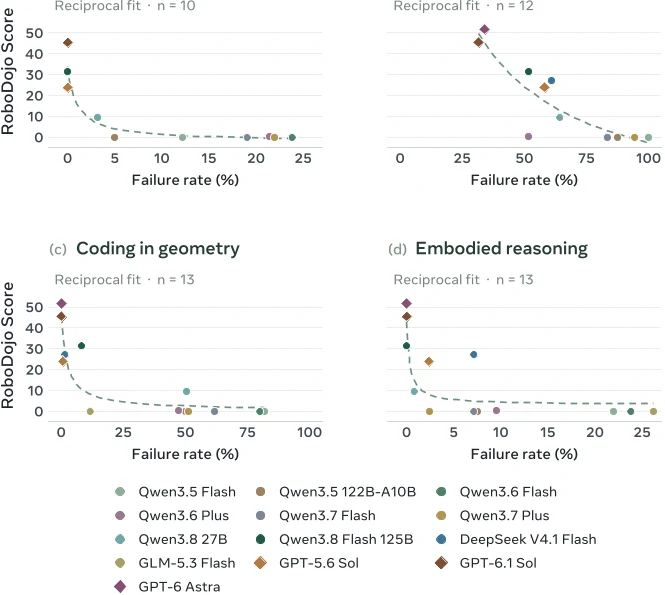 Reciprocal fit · n = 10
Reciprocal fit · n = 12
RoboDojo Score
50
40
30
20
10
0
0 5 10 15 20 25
0 25 50 75 100
Failure rate (%)
Failure rate (%)
(c) Coding in geometry
(d) Embodied reasoning
Reciprocal fit · n = 13
Reciprocal fit · n = 13
RoboDojo Score
50
40
30
20
10
0
0 25 50 75 100
0 5 10 15 20 25
Failure rate (%)
Failure rate (%)
Qwen3.5 Flash
Qwen3.5 122B-A10B
Qwen3.6 Flash
Qwen3.6 Plus
Qwen3.7 Flash
Qwen3.7 Plus
Qwen3.8 27B
Qwen3.8 Flash 125B
DeepSeek V4.1 Flash
GLM-5.3 Flash
GPT-5.6 Sol
GPT-6.1 Sol
GPT-6 Astra